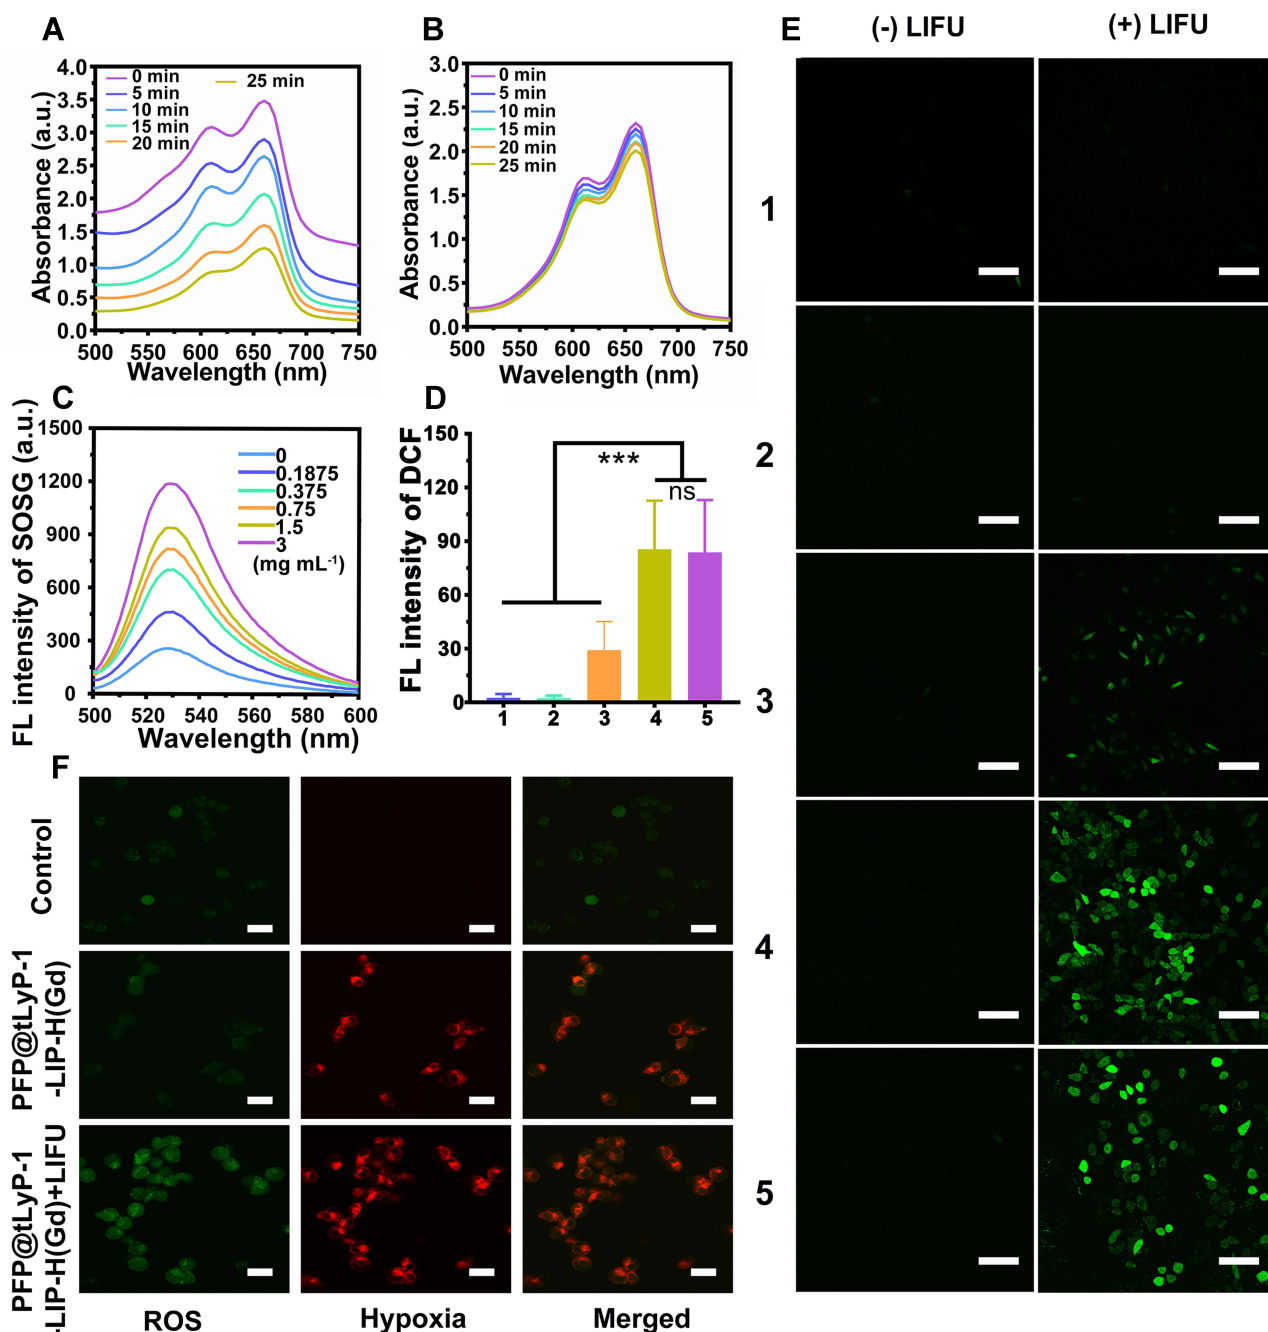 A
Absorbance (a.u.)
4.0
3.5
3.0
2.5
2.0
1.5
1.0
0.5
0.0
0 min
5 min
10 min
15 min
20 min
25 min
500 550 600 650 700 750
Wavelength (nm)
B
Absorbance (a.u.)
3.0
2.5
2.0
1.5
1.0
0.5
0.0
0 min
5 min
10 min
15 min
20 min
25 min
500 550 600 650 700 750
Wavelength (nm)
C
FL intensity of SOSG (a.u.)
1500
1200
900
600
300
0
0
0.1875
0.375
0.75
1.5
3
(mg mL-1)
500 520 540 560 580 600
Wavelength (nm)
D
FL intensity of DCF
150
120
90
60
30
0
***
ns
1 2 3 4 5
E
(-) LIFU (+) LIFU
1
2
3
4
5
F
Control
PFP@tLyP-1
-LIP-H(Gd)
PFP@tLyP-1
-LIP-H(Gd)+LIFU
ROS Hypoxia Merged